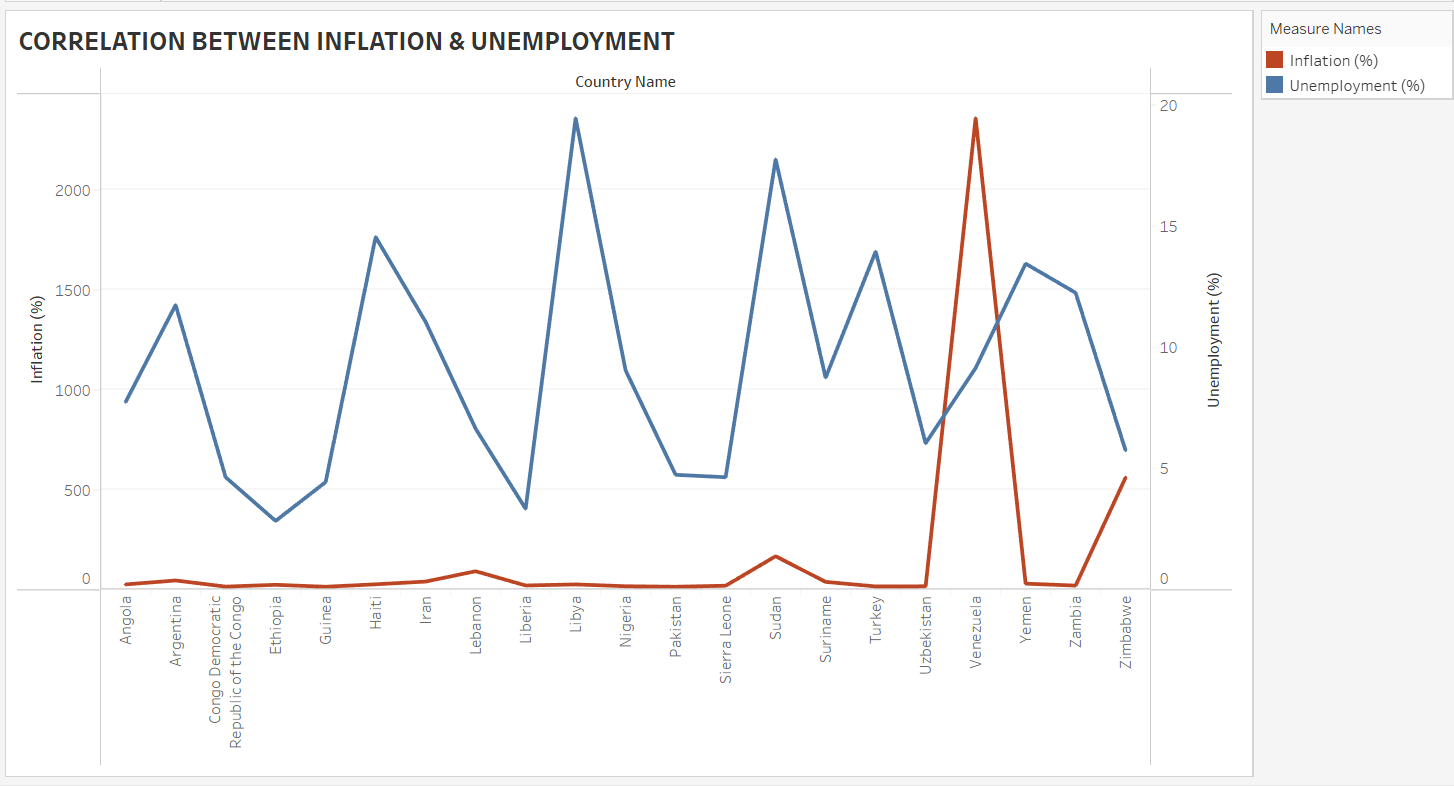 CORRELATION BETWEEN INFLATION & UNEMPLOYMENT
Measure Names
Inflation (%)
Unemployment (%)
Country Name
Inflation (%)
2000
1500
1000
500
0
20
15
10
5
0
Unemployment (%)
Angola
Argentina
Congo Democratic
Republic of the Congo
Ethiopia
Guinea
Haiti
Iran
Lebanon
Liberia
Libya
Nigeria
Pakistan
Sierra Leone
Sudan
Suriname
Turkey
Uzbekistan
Venezuela
Yemen
Zambia
Zimbabwe